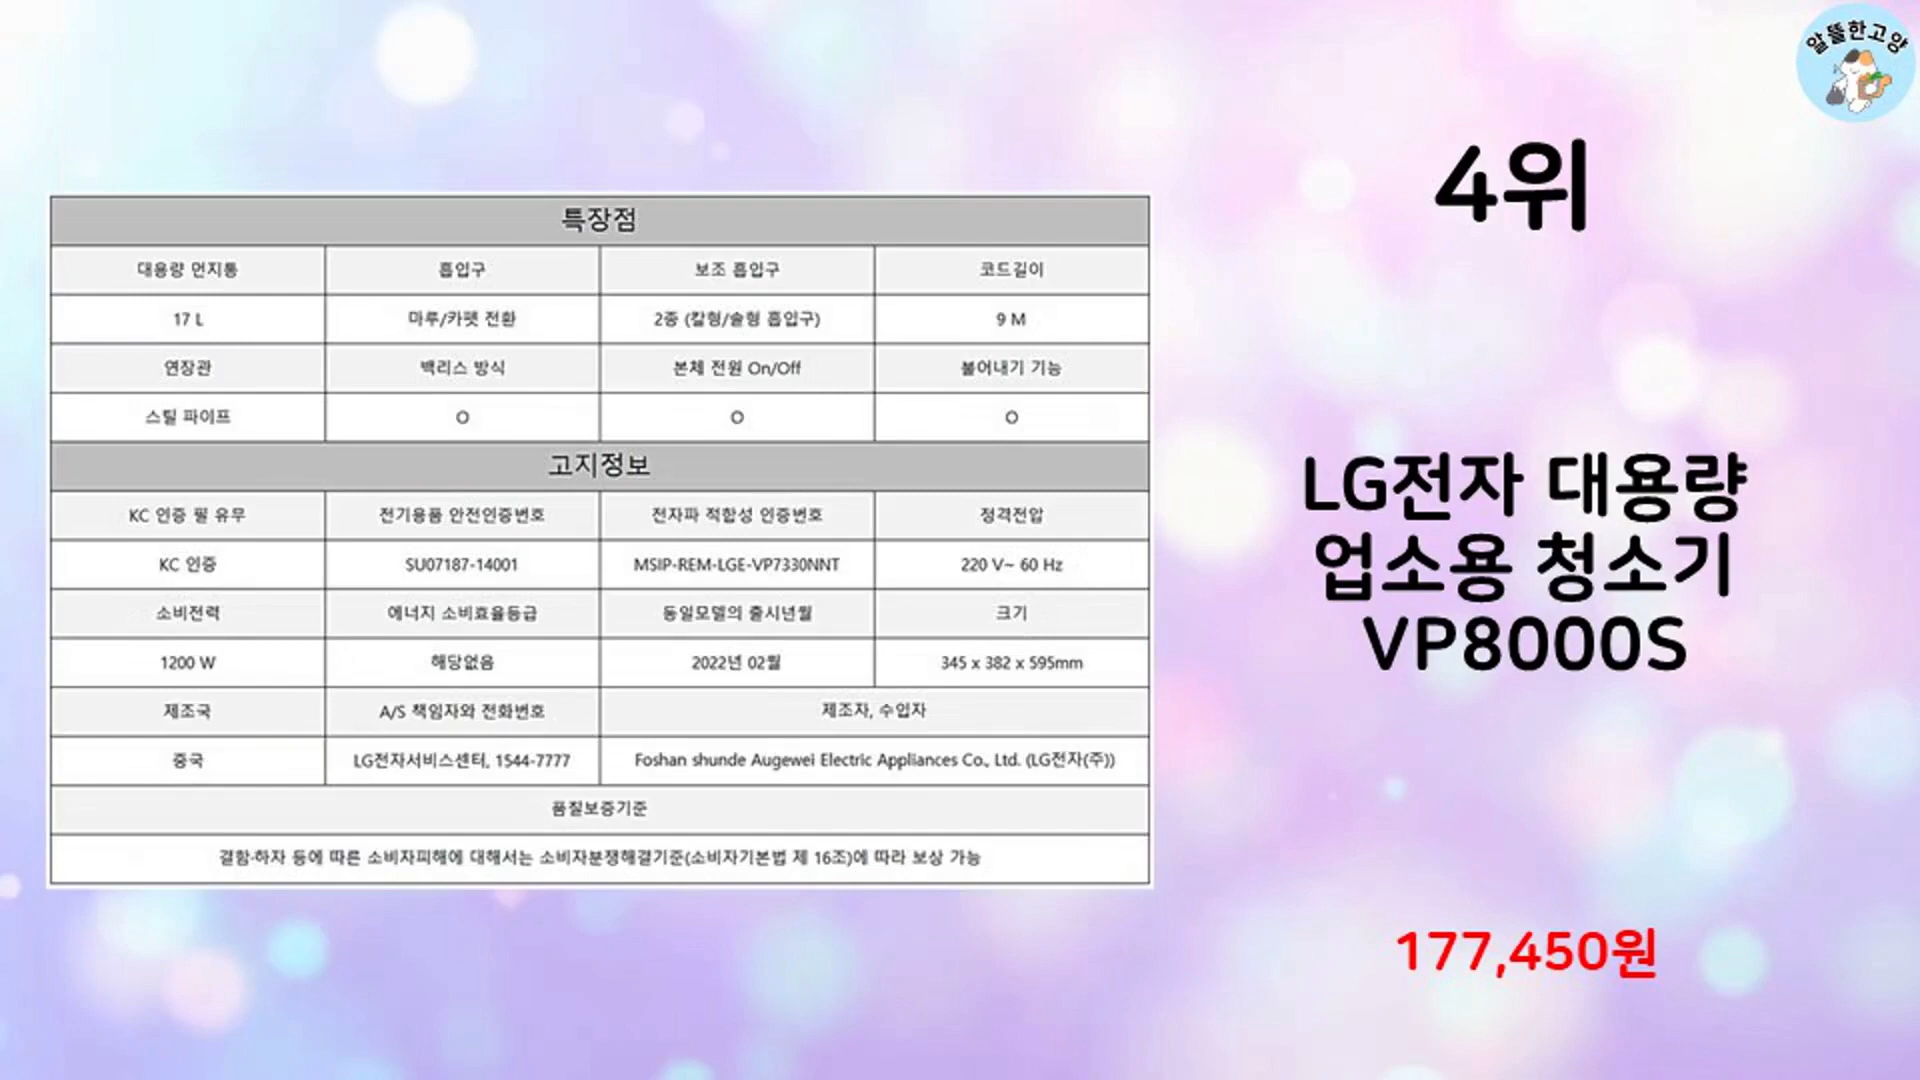 알뜰한고양
4위
특장점
대용량 먼지통 흡입구 보조 흡입구 코드길이
17 L 마루/카펫 전환 2종 (칼형/솔형 흡입구) 9 M
연장관 백리스 방식 본체 전원 On/Off 불어내기 기능
스틸 파이프 O O O
고지정보
KC 인증 필 유무 전기용품 안전인증번호 전자파 적합성 인증번호 정격전압
KC 인증 SU07187-14001 MSIP-REM-LGE-VP7330NNT 220 V~ 60 Hz
소비전력 에너지 소비효율등급 동일모델의 출시년월 크기
1200 W 해당없음 2022년 02월 345 x 382 x 595mm
제조국 A/S 책임자와 전화번호 제조자, 수입자
중국 LG전자서비스센터, 1544-7777 Foshan shunde Augewei Electric Appliances Co., Ltd. (LG전자(주))
품질보증기준
결함·하자 등에 따른 소비자피해에 대해서는 소비자분쟁해결기준(소비자기본법 제 16조)에 따라 보상 가능
LG전자 대용량
업소용 청소기
VP8000S
177,450원